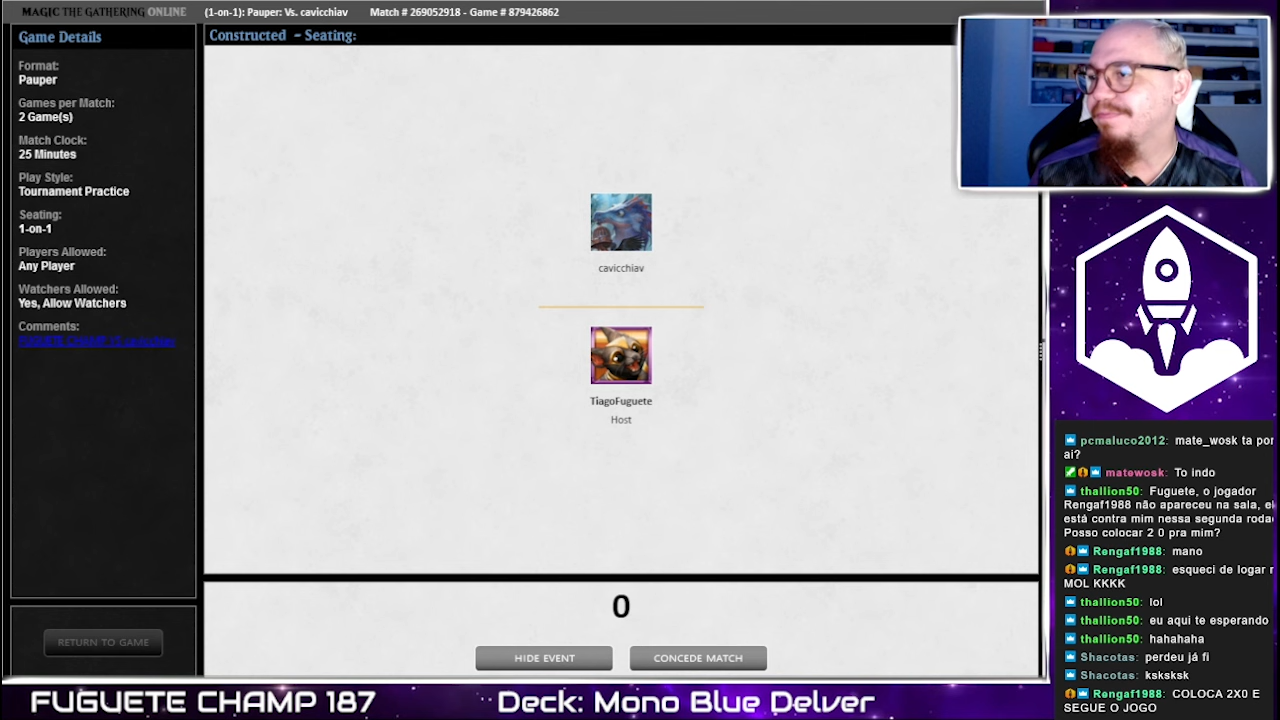 MAGIC THE GATHERING ONLINE
(1-on-1): Pauper: Vs. cavicchiav Match # 269052918 - Game # 879426862
Game Details
Format:
Pauper
Games per Match:
2 Game(s)
Match Clock:
25 Minutes
Play Style:
Tournament Practice
Seating:
1-on-1
Players Allowed:
Any Player
Watchers Allowed:
Yes, Allow Watchers
Comments:
FUGUETE CHAMP VS cavicchiav
RETURN TO GAME
Constructed - Seating:
cavicchiav
TiagoFuguete
Host
0
HIDE EVENT CONCEDE MATCH
pcmaluco2012: mate_wosk ta por
ai?
matewosk: To indo
thallion50: Fuguete, o jogador
Rengaf1988 não apareceu na sala, el
está contra mim nessa segunda roda
Posso colocar 2 0 pra mim?
Rengaf1988: mano
Rengaf1988: esqueci de logar
MOL KKKK
thallion50: lol
thallion50: eu aqui te esperando
thallion50: hahahaha
Shacotas: perdeu já fi
Shacotas: ksksksk
Rengaf1988: COLOCA 2X0 E
SEGUE O JOGO
FUGUETE CHAMP 187 Deck: Mono Blue Delver